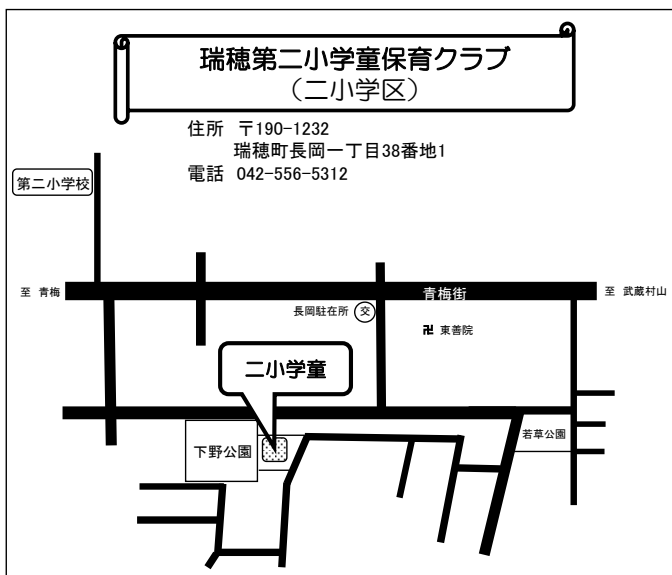 瑞穂第二小学童保育クラブ
（二小学区）
住所　〒190-1232
瑞穂町長岡一丁目38番地1
電話　042-556-5312
第二小学校
至 青梅
青梅街
至 武蔵村山
長岡駐在所
交
卍 東善院
二小学童
下野公園
若草公園